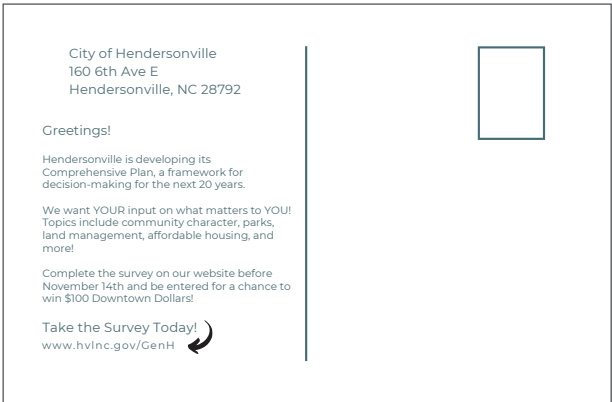 City of Hendersonville
160 6th Ave E
Hendersonville, NC 28792
Greetings!
Hendersonville is developing its
Comprehensive Plan, a framework for
decision-making for the next 20 years.
We want YOUR input on what matters to YOU!
Topics include community character, parks,
land management, affordable housing, and
more!
Complete the survey on our website before
November 14th and be entered for a chance to
win $100 Downtown Dollars!
Take the Survey Today!
www.hvlnc.gov/GenH